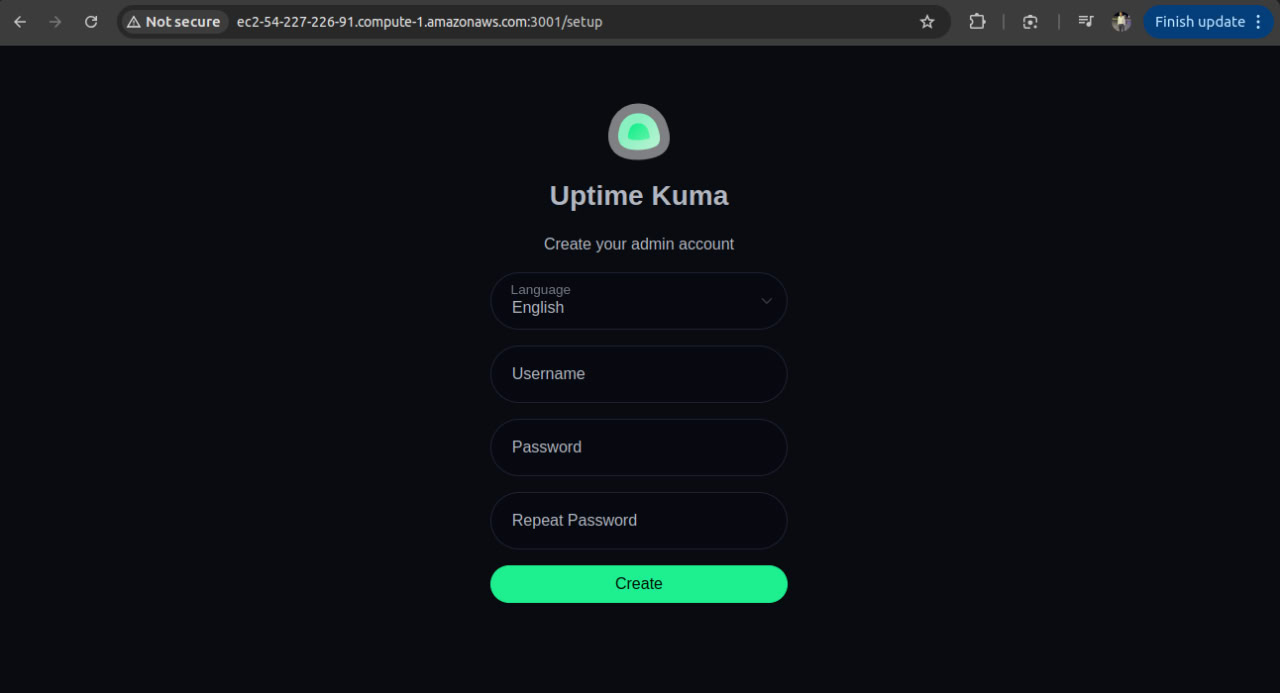 Not secure ec2-54-227-226-91.compute-1.amazonaws.com:3001/setup Finish update
Uptime Kuma
Create your admin account
Language
English
Username
Password
Repeat Password
Create